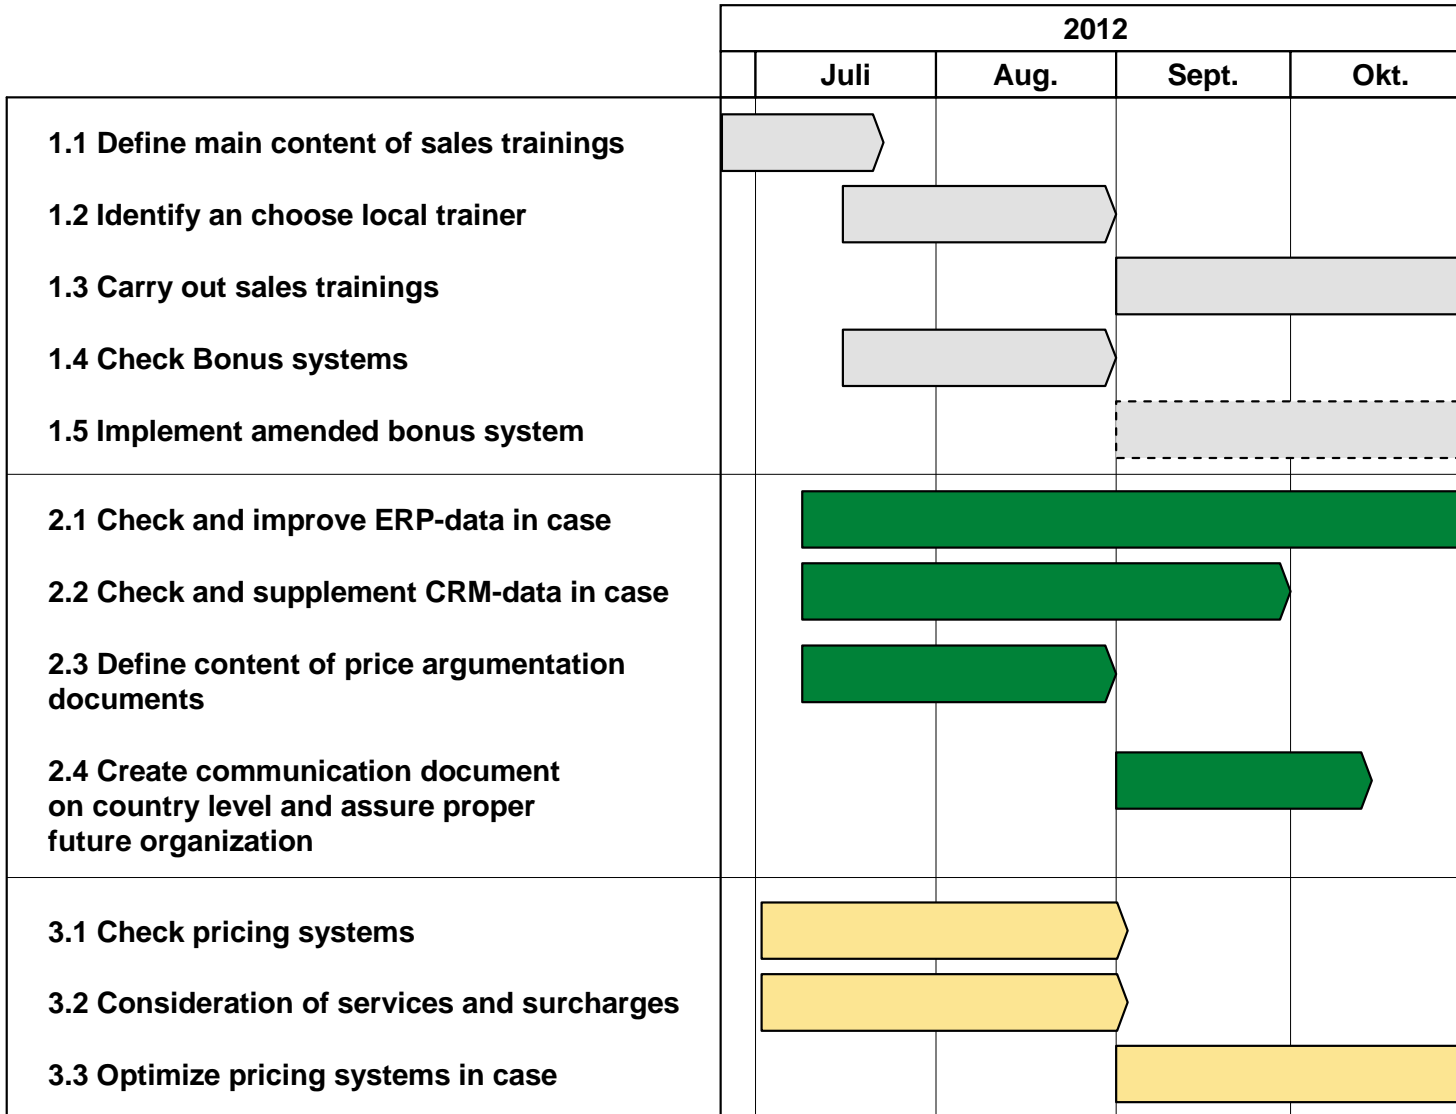 2012
Juli Aug. Sept. Okt.
1.1 Define main content of sales trainings
1.2 Identify an choose local trainer
1.3 Carry out sales trainings
1.4 Check Bonus systems
1.5 Implement amended bonus system
2.1 Check and improve ERP-data in case
2.2 Check and supplement CRM-data in case
2.3 Define content of price argumentation
documents
2.4 Create communication document
on country level and assure proper
future organization
3.1 Check pricing systems
3.2 Consideration of services and surcharges
3.3 Optimize pricing systems in case